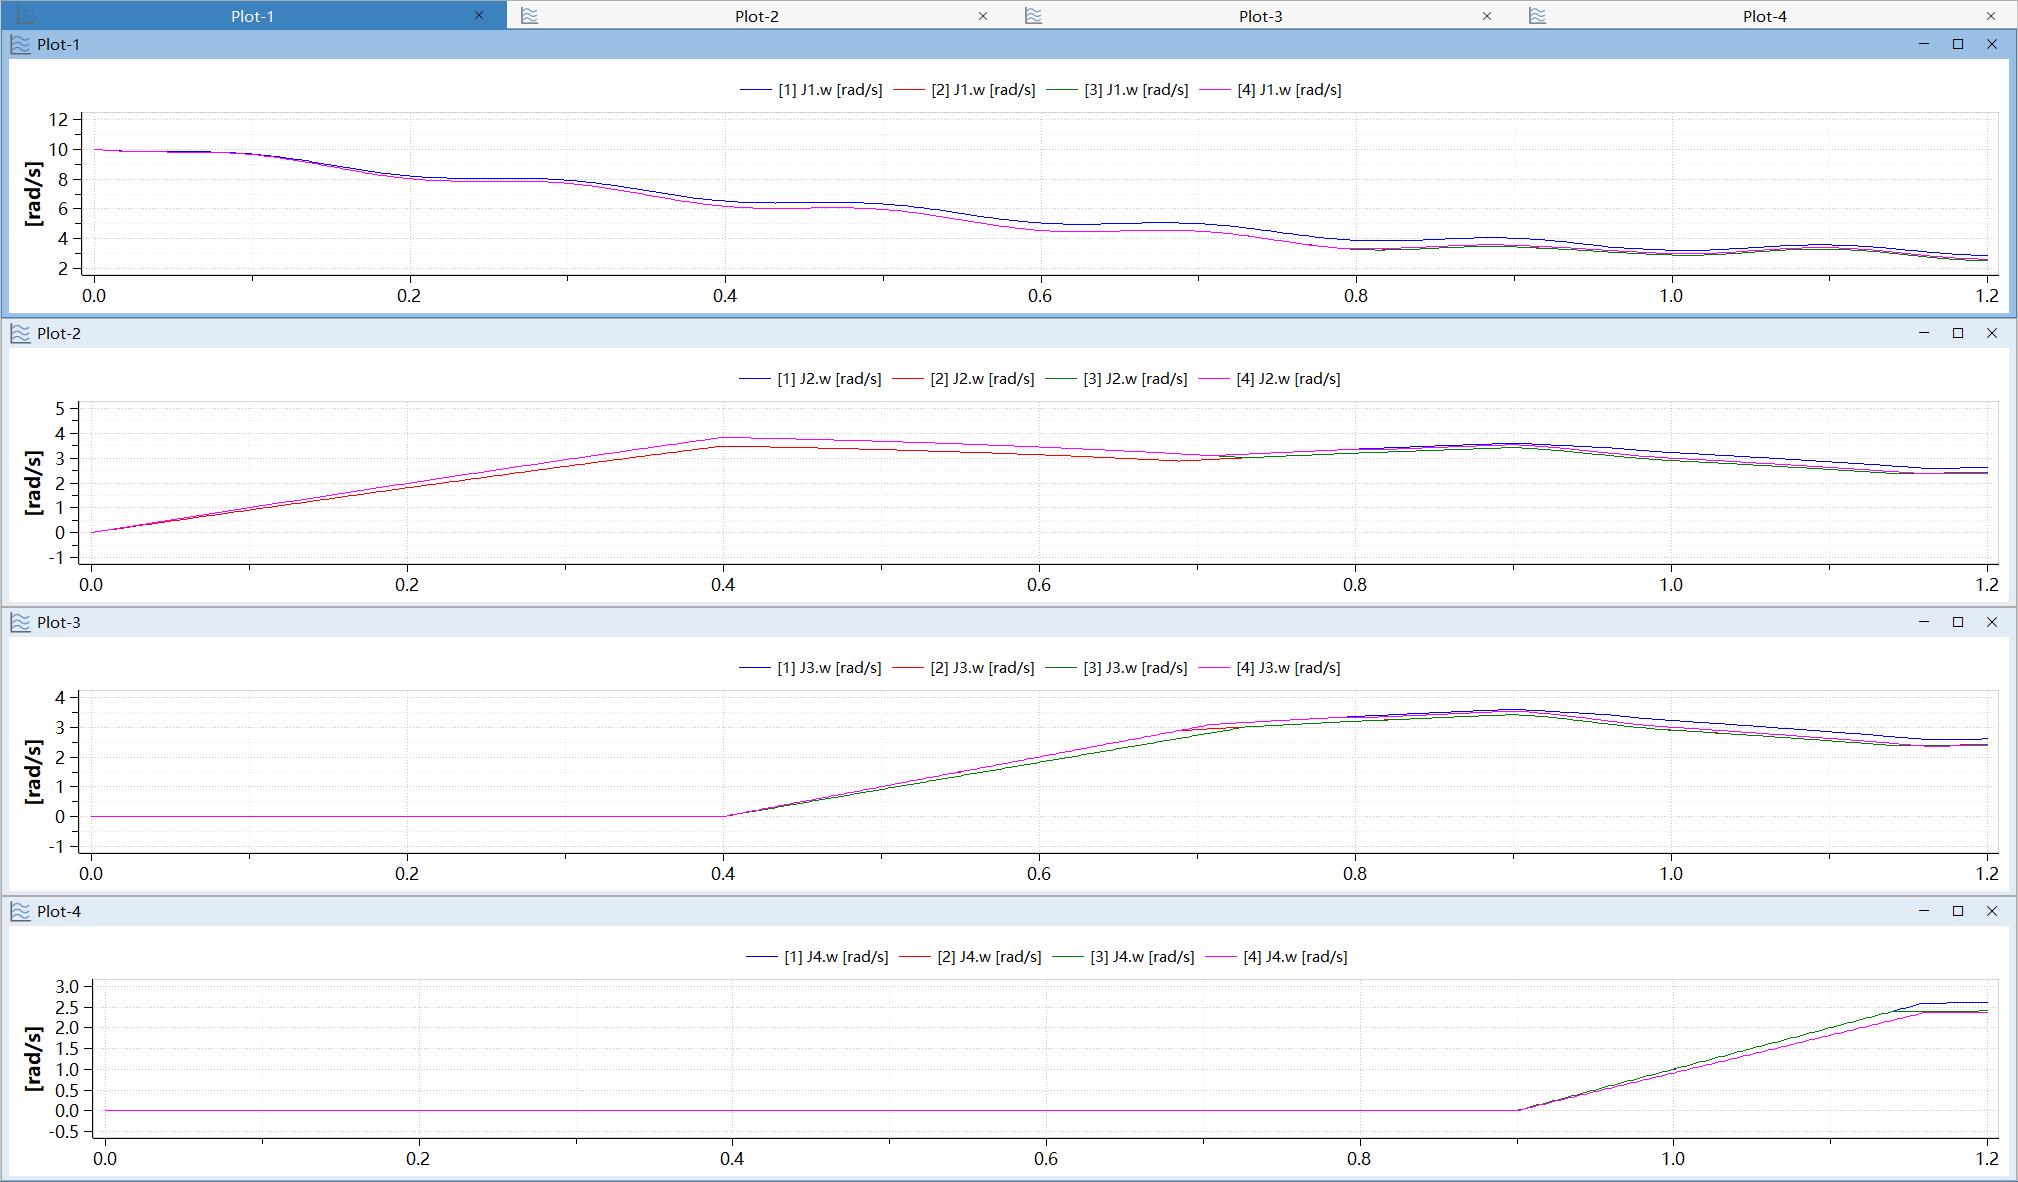 Plot-1 Plot-2 Plot-3 Plot-4
Plot-1
[1] J1.w [rad/s] [2] J1.w [rad/s] [3] J1.w [rad/s] [4] J1.w [rad/s]
[rad/s]
12
10
8
6
4
2
0.0 0.2 0.4 0.6 0.8 1.0 1.2
Plot-2
[1] J2.w [rad/s] [2] J2.w [rad/s] [3] J2.w [rad/s] [4] J2.w [rad/s]
[rad/s]
5
4
3
2
1
0
-1
0.0 0.2 0.4 0.6 0.8 1.0 1.2
Plot-3
[1] J3.w [rad/s] [2] J3.w [rad/s] [3] J3.w [rad/s] [4] J3.w [rad/s]
[rad/s]
4
3
2
1
0
-1
0.0 0.2 0.4 0.6 0.8 1.0 1.2
Plot-4
[1] J4.w [rad/s] [2] J4.w [rad/s] [3] J4.w [rad/s] [4] J4.w [rad/s]
[rad/s]
3.0
2.5
2.0
1.5
1.0
0.5
0.0
-0.5
0.0 0.2 0.4 0.6 0.8 1.0 1.2